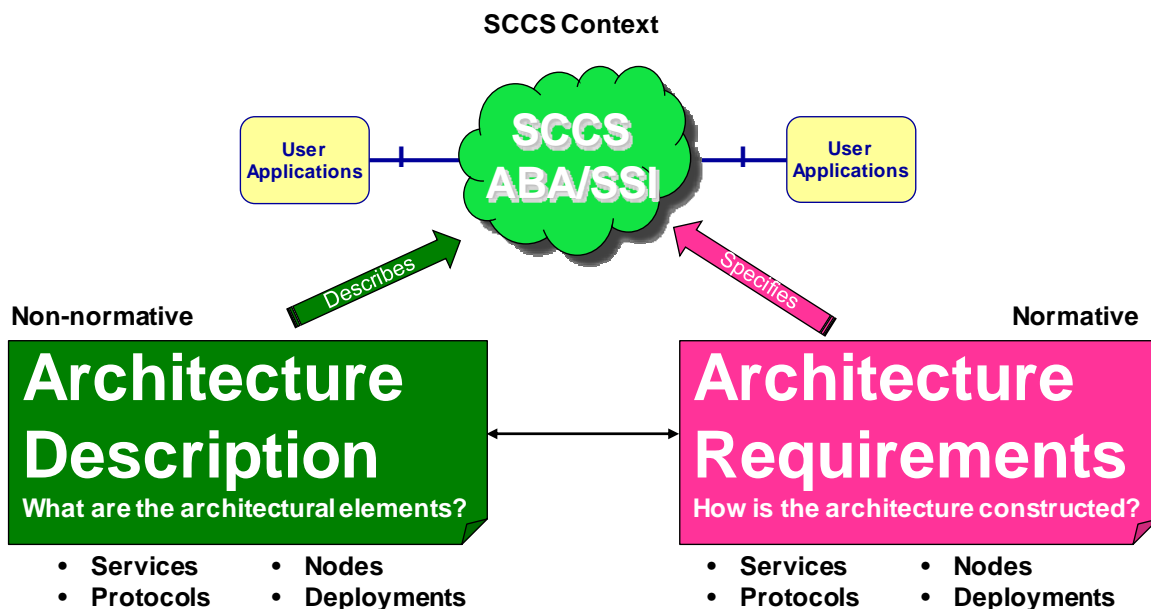 SCCS Context
SCCS
ABA/SSI
User
Applications
User
Applications
Describes
Specifies
Non-normative
Normative
Architecture
Description
What are the architectural elements?
Architecture
Requirements
How is the architecture constructed?
• Services
• Protocols
• Nodes
• Deployments
• Services
• Protocols
• Nodes
• Deployments